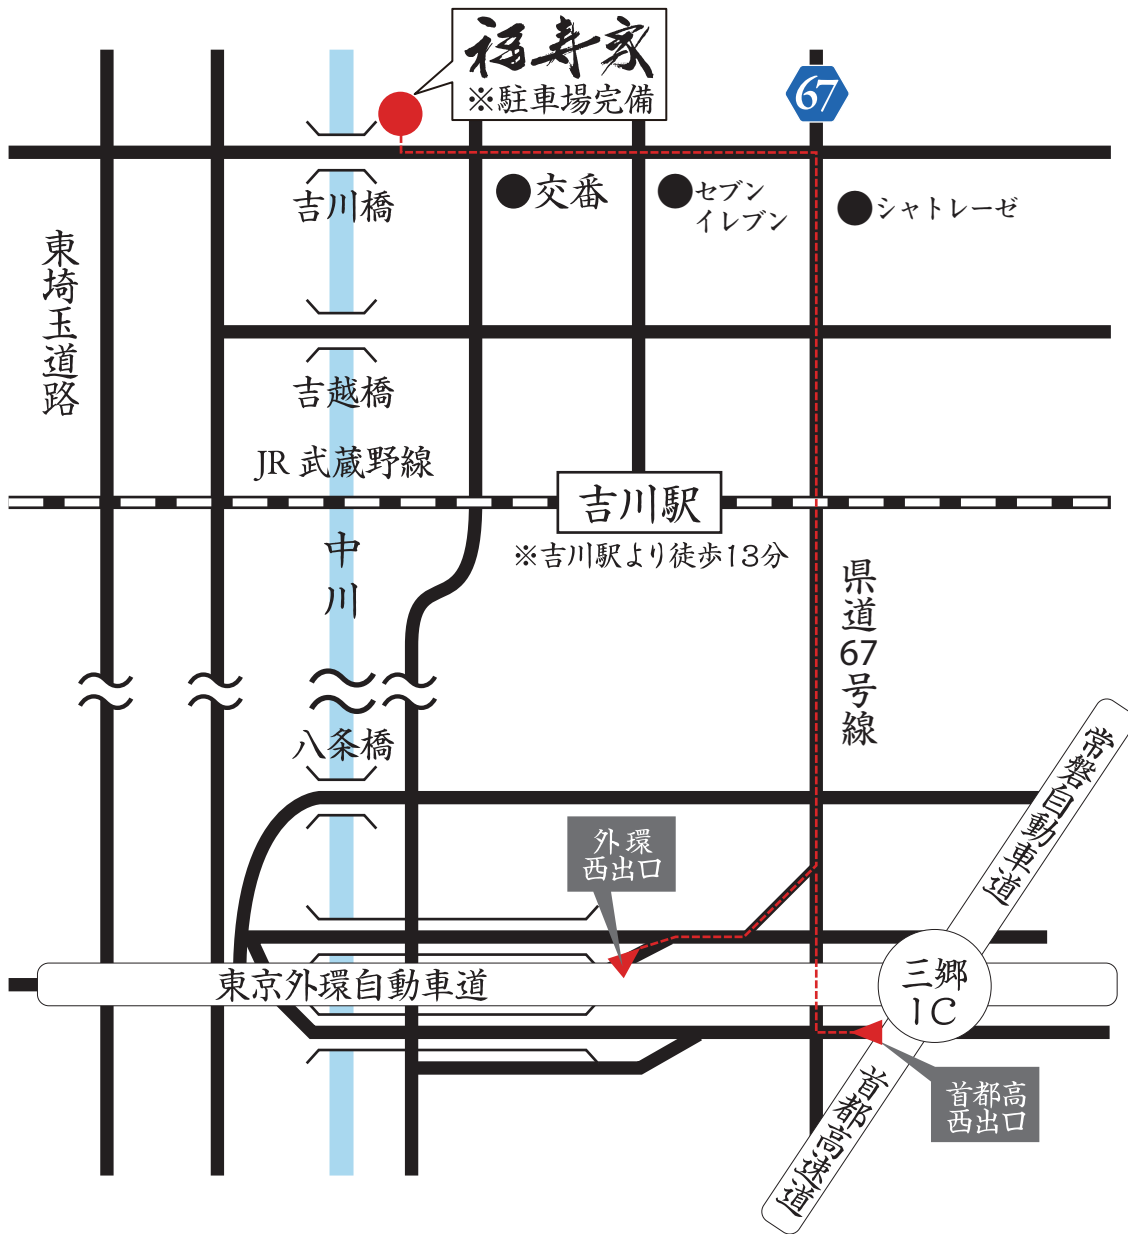 福寿家
※駐車場完備
67
交番
セブン
イレブン
シャトレーゼ
吉川橋
東埼玉道路
吉越橋
JR 武蔵野線
吉川駅
※吉川駅より徒歩13分
中川
県道67号線
八条橋
常磐自動車道
外環
西出口
東京外環自動車道
三郷
IC
首都高
西出口
首都高速道